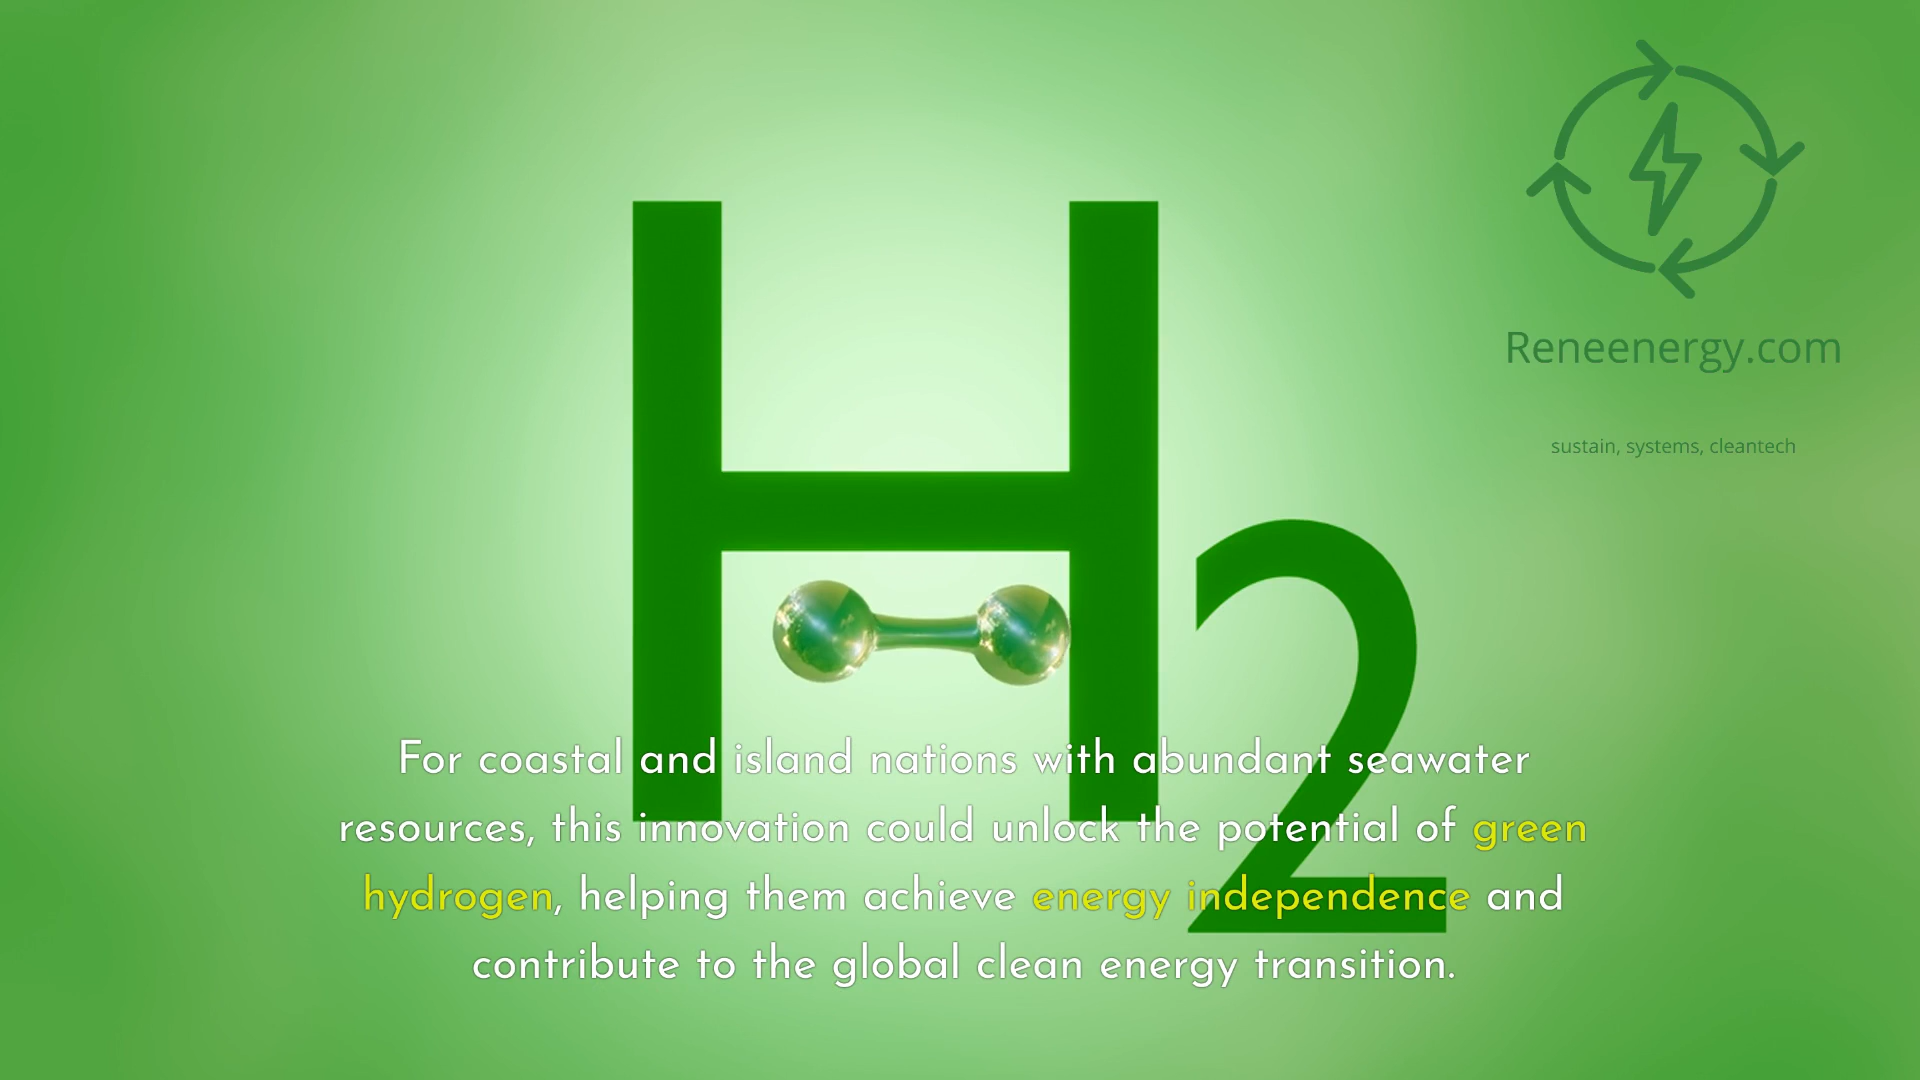 Reneenergy.com
sustain, systems, cleantech
H2
For coastal and island nations with abundant seawater
resources, this innovation could unlock the potential of green
hydrogen, helping them achieve energy independence and
contribute to the global clean energy transition.